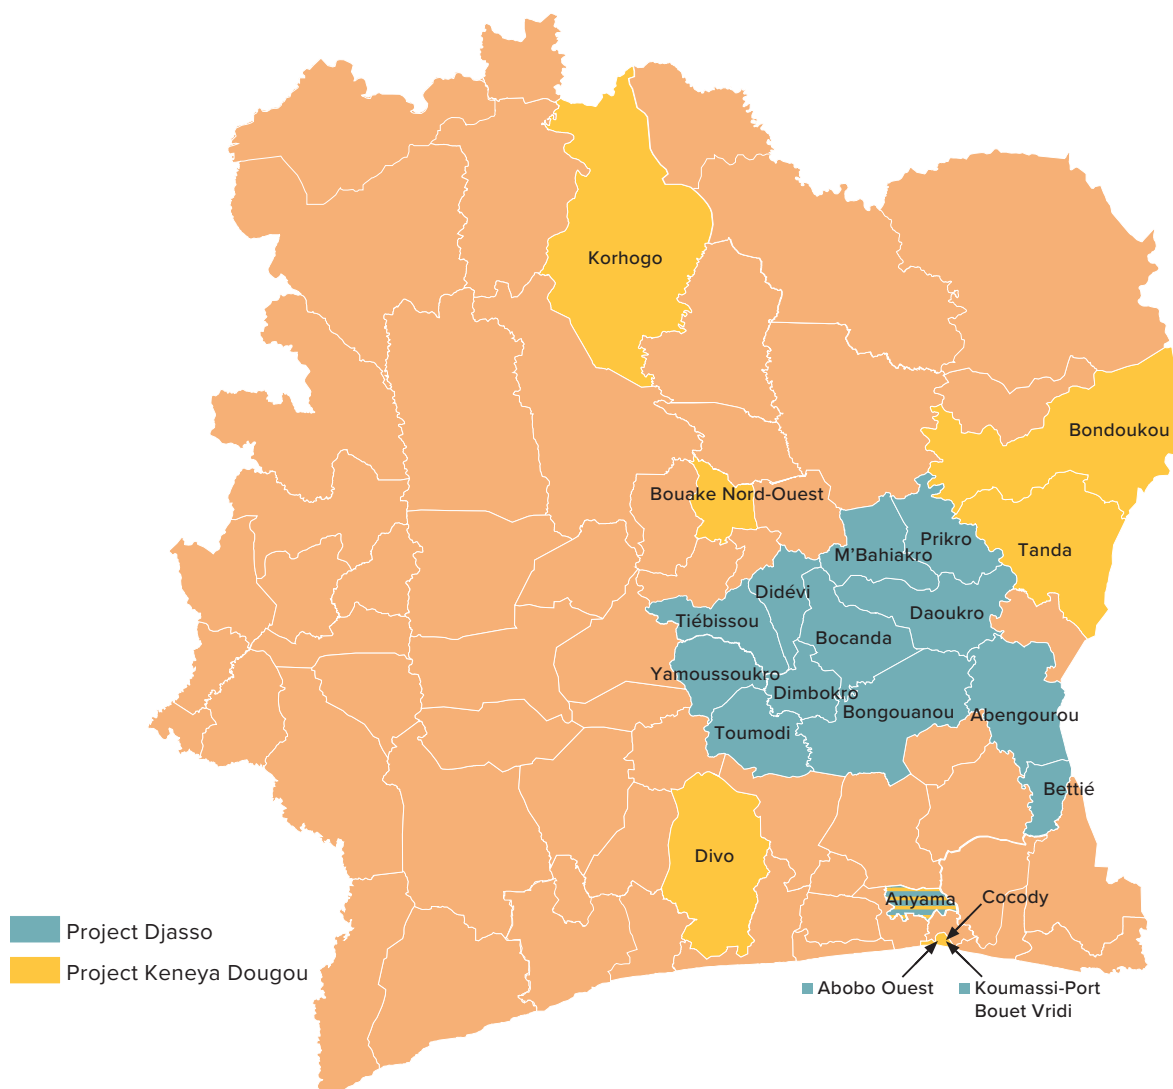 Korhogo
Bondoukou
Bouake Nord-Ouest
Prikro
M'Bahiakro
Tanda
Didévi
Tiébissou
Daoukro
Bocanda
Yamoussoukro
Dimbokro
Bongouanou
Abengourou
Toumodi
Bettié
Divo
Anyama
Cocody
Project Djasso
Project Keneya Dougou
Abobo Ouest
Koumassi-Port
Bouet Vridi